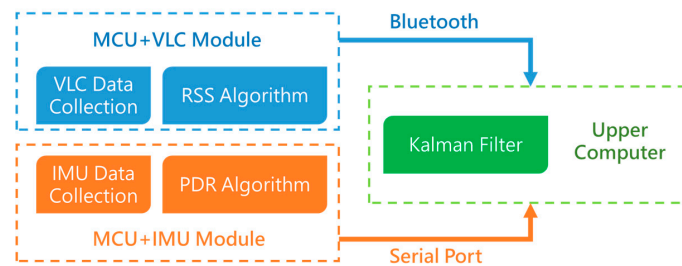 MCU+VLC Module
Bluetooth
VLC Data
Collection
RSS Algorithm
IMU Data
Collection
PDR Algorithm
MCU+IMU Module
Kalman Filter
Upper
Computer
Serial Port